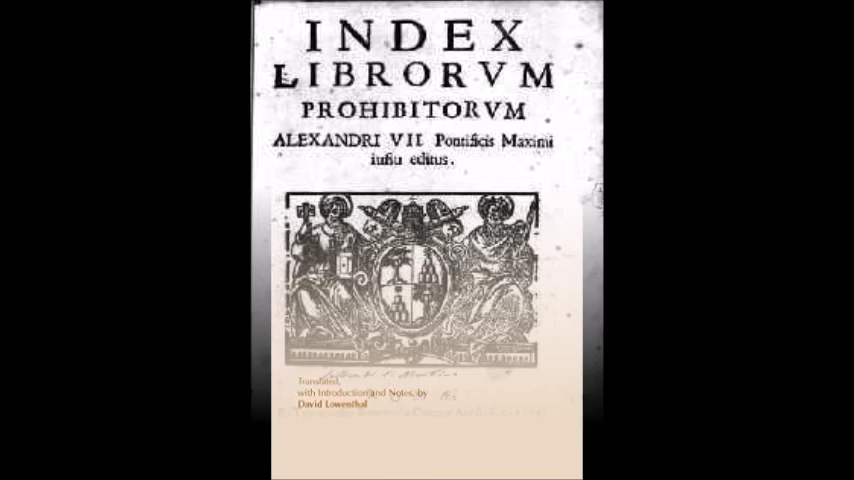 INDEX
LIBRORVM
PROHIBITORVM
ALEXANDRI VII Pontificis Maximi
iuſſu editus.
Translated,
with Introduction and Notes, by
David Lowenthal